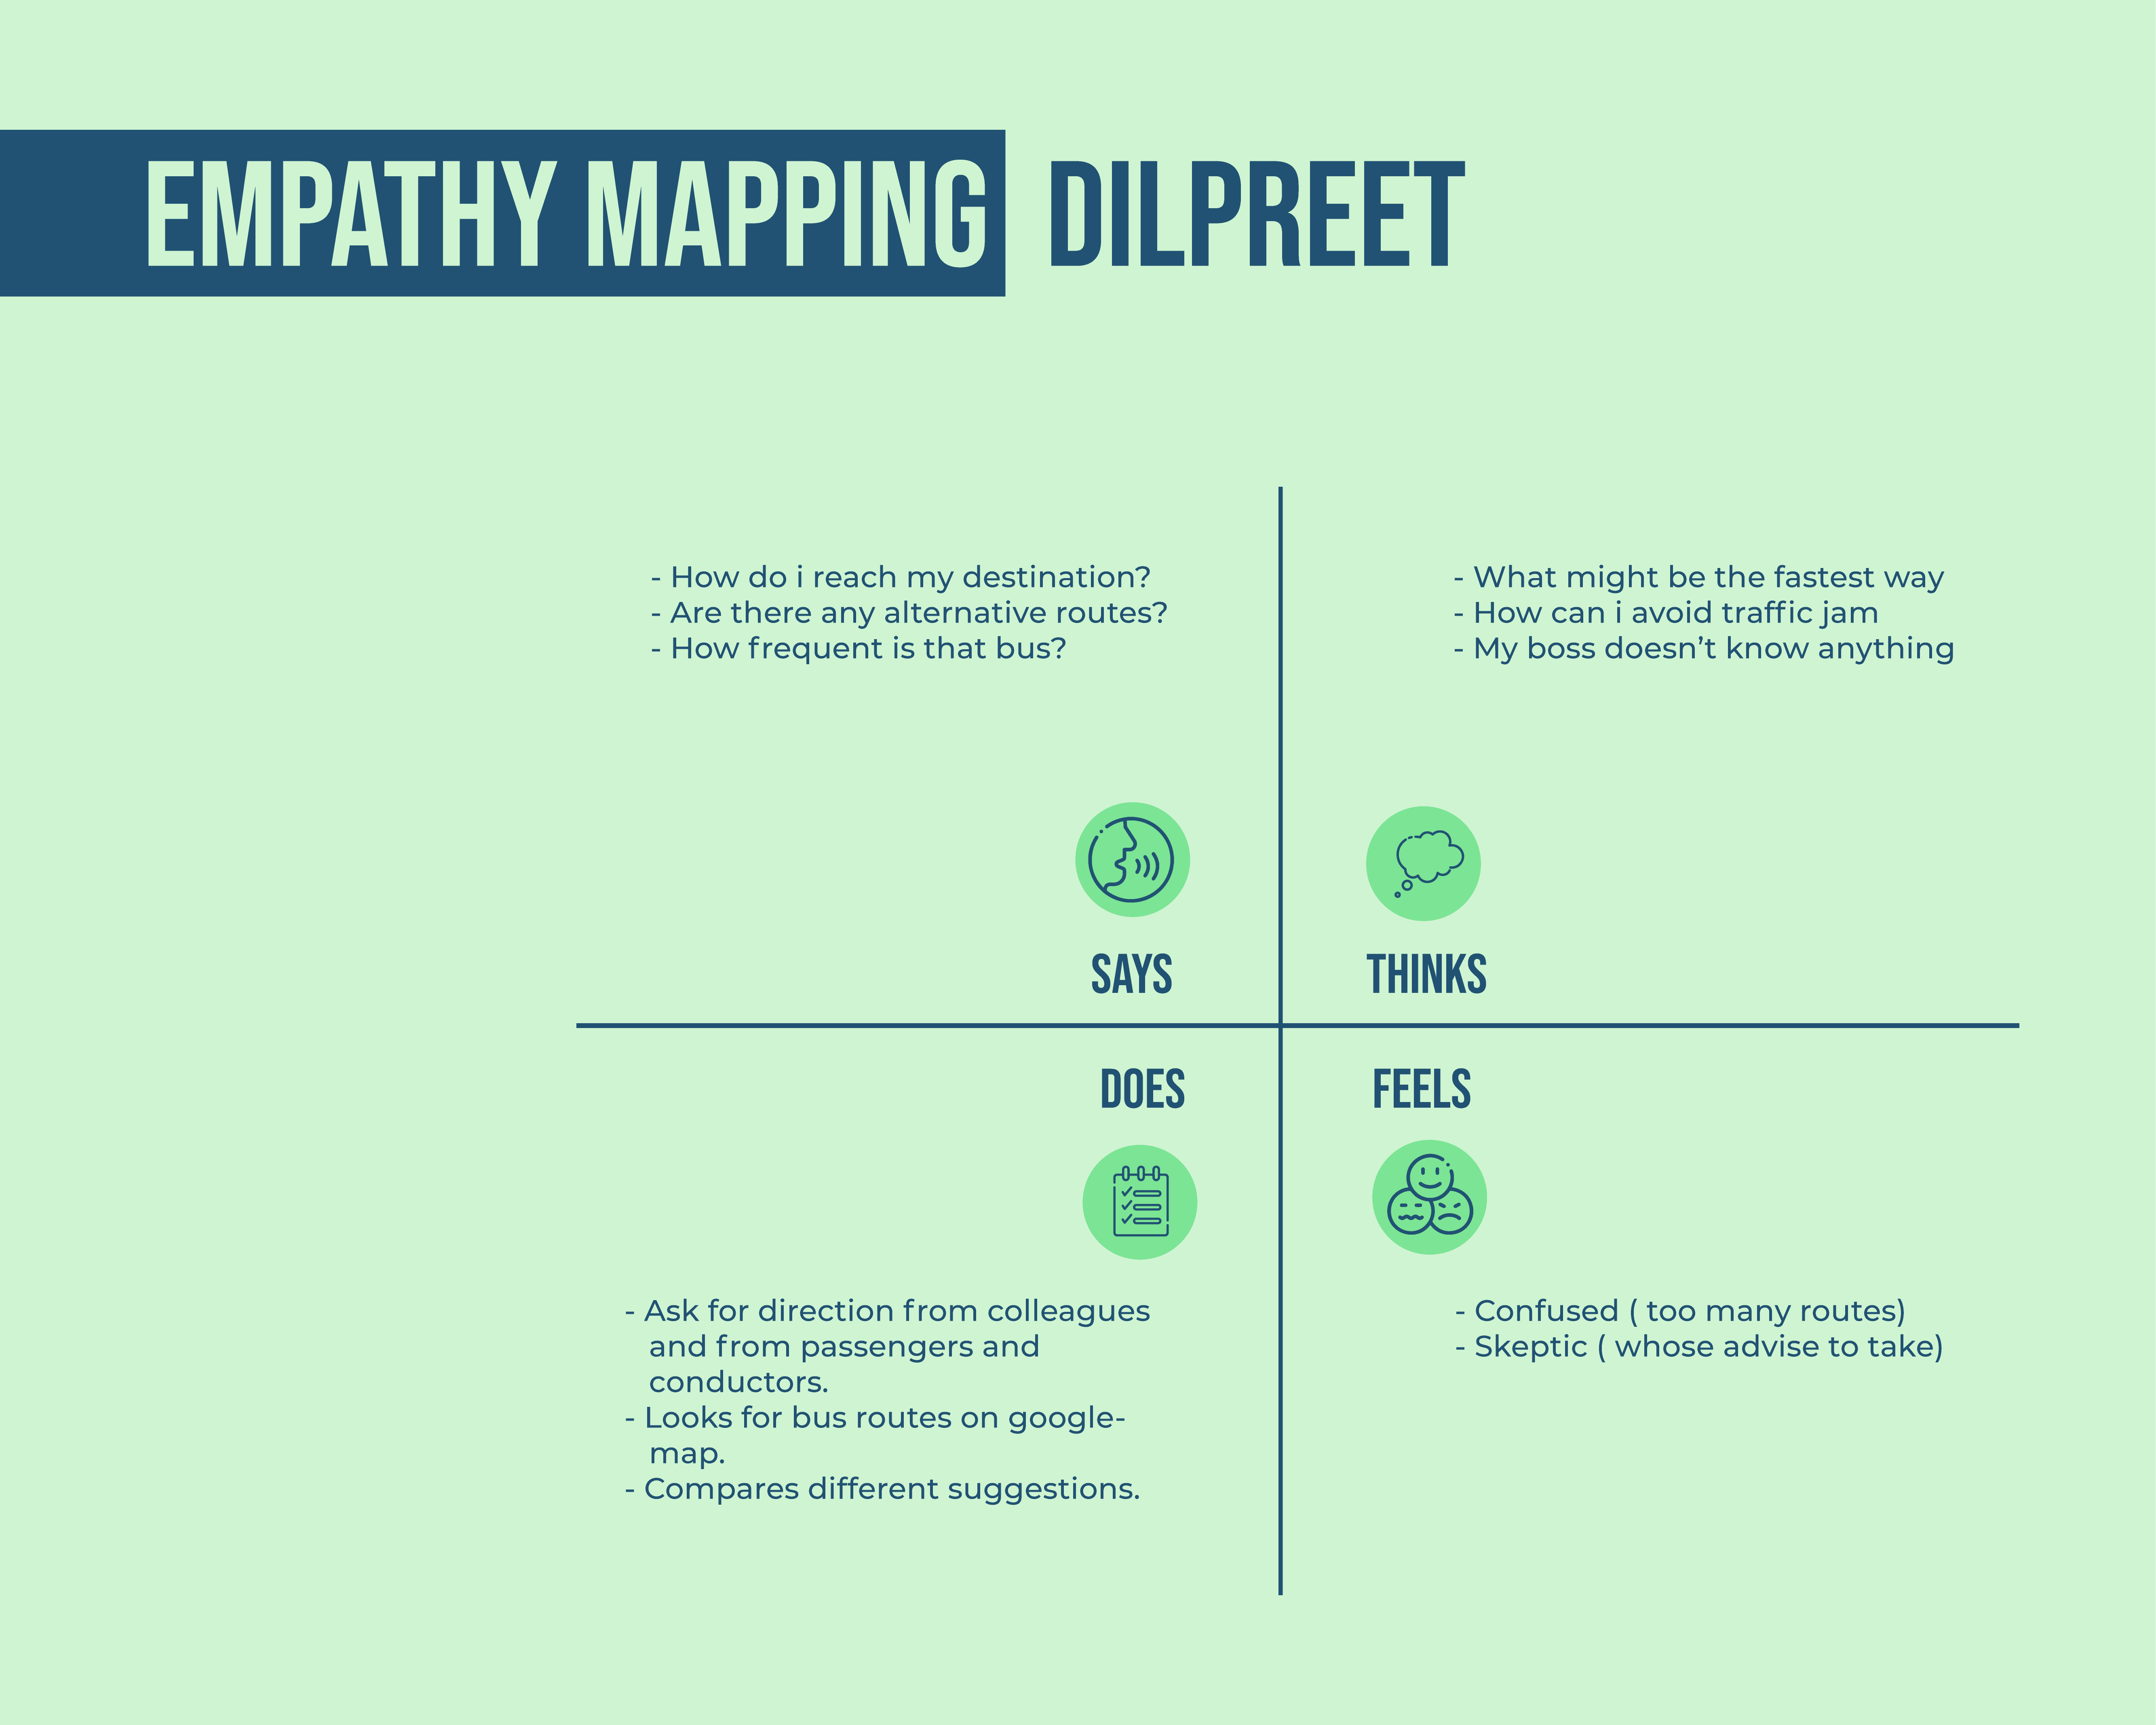 EMPATHY MAPPING DILPREET
- How do i reach my destination?
- Are there any alternative routes?
- How frequent is that bus?
- What might be the fastest way
- How can i avoid traffic jam
- My boss doesn’t know anything
SAYS
THINKS
DOES
FEELS
- Ask for direction from colleagues
and from passengers and
conductors.
- Looks for bus routes on google-
map.
- Compares different suggestions.
- Confused ( too many routes)
- Skeptic ( whose advise to take)